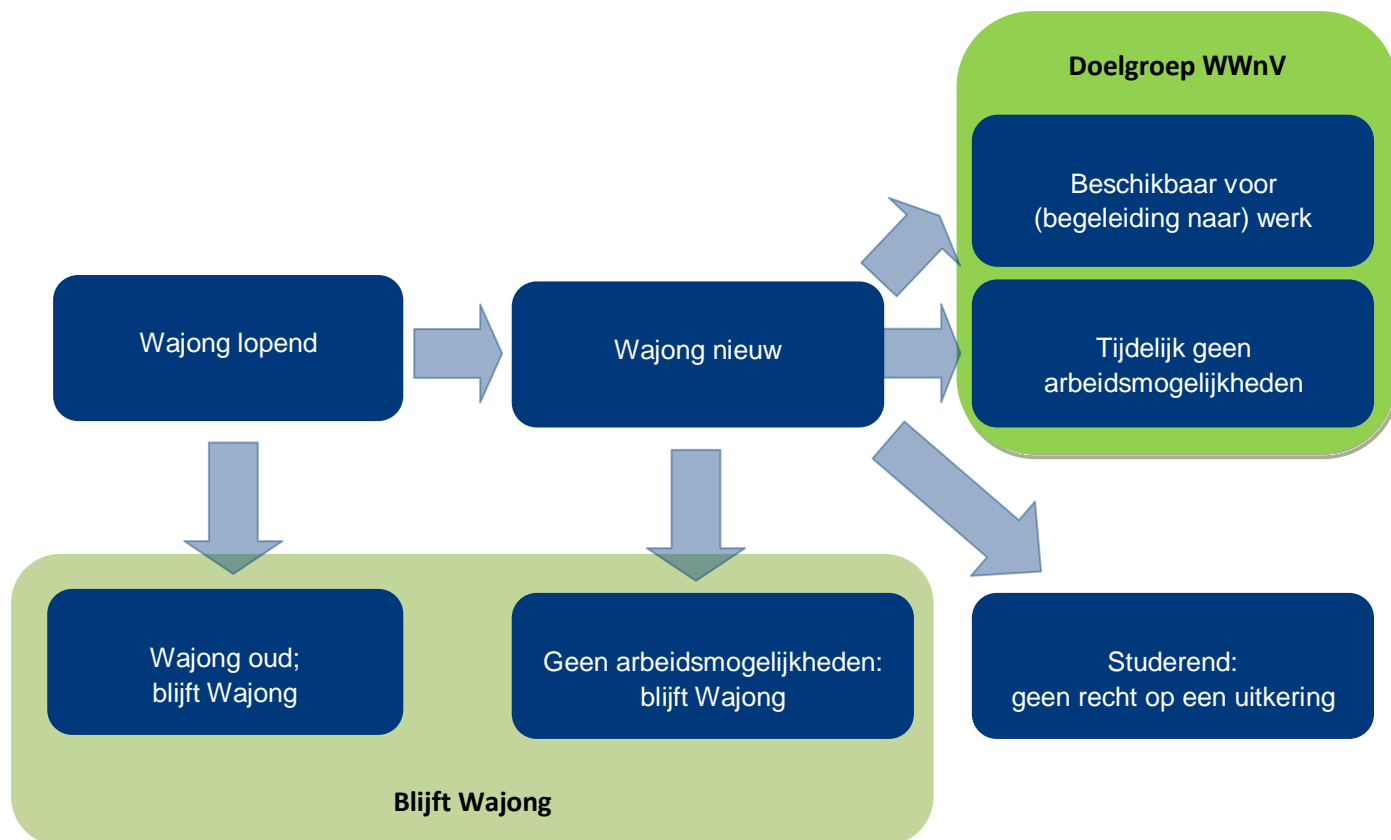 Doelgroep WWnV
Beschikbaar voor
(begeleiding naar) werk
Wajong lopend
Wajong nieuw
Tijdelijk geen
arbeidsmogelijkheden
Wajong oud;
blijft Wajong
Geen arbeidsmogelijkheden:
blijft Wajong
Studerend:
geen recht op een uitkering
Blijft Wajong